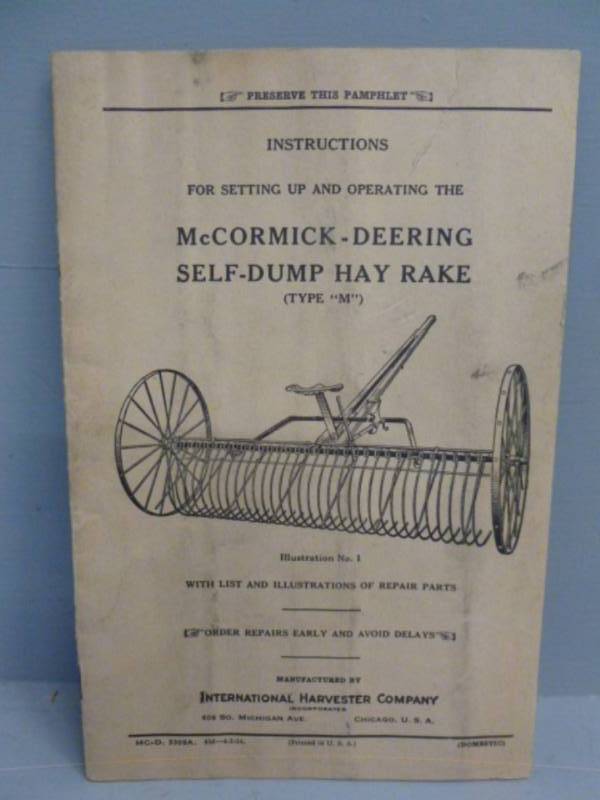 "PRESERVE THIS PAMPHLET"
INSTRUCTIONS
FOR SETTING UP AND OPERATING THE
McCORMICK-DEERING
SELF-DUMP HAY RAKE
(TYPE "M")
Illustration No. 1
WITH LIST AND ILLUSTRATIONS OF REPAIR PARTS
"ORDER REPAIRS EARLY AND AVOID DELAYS"
MANUFACTURED BY
INTERNATIONAL HARVESTER COMPANY
INCORPORATED
606 SO. MICHIGAN AVE. CHICAGO, U. S. A.
MC-D. (Printed in U. S. A.) (DOMESTIC)